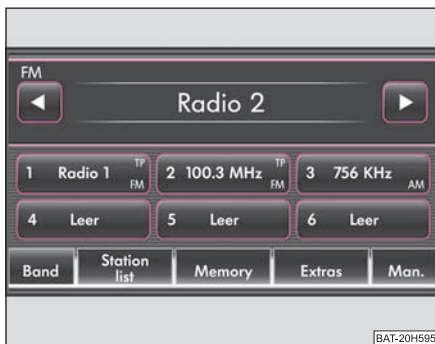 FM
Radio 2
1 Radio 1 TP FM
2 100.3 MHz TP FM
3 756 KHz AM
4 Leer
5 Leer
6 Leer
Band
Station
list
Memory
Extras
Man.
BAT-20H595